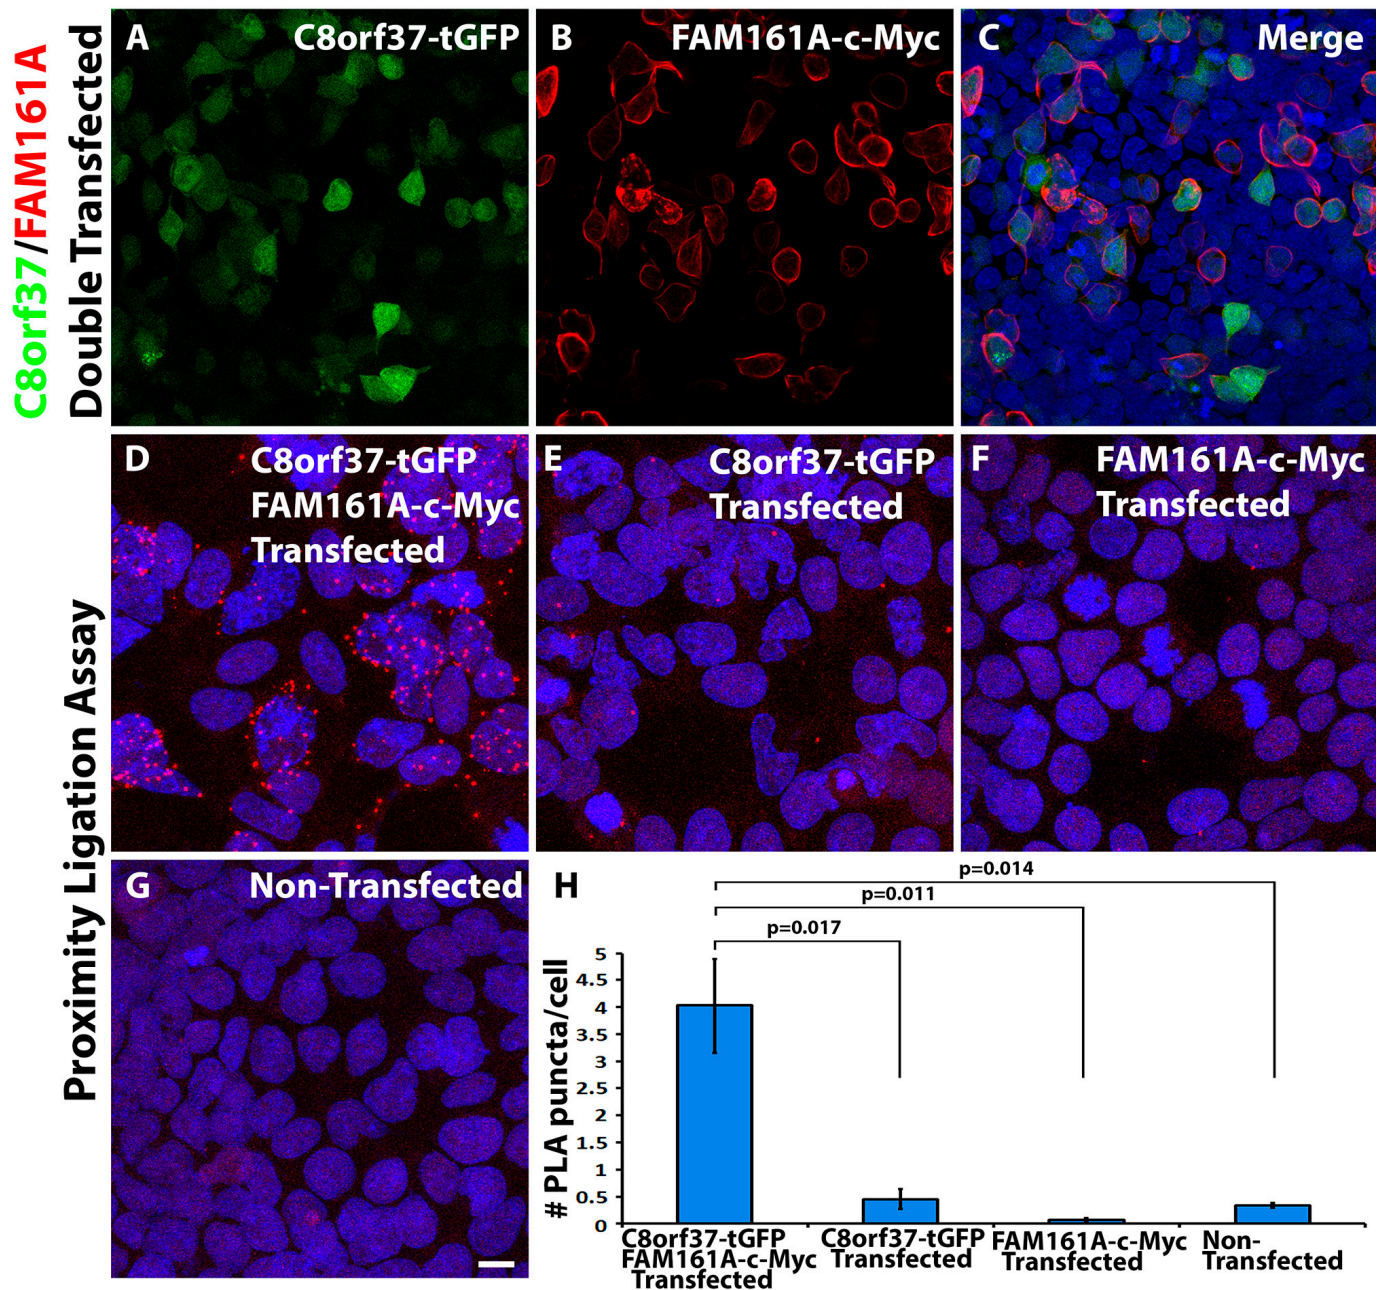 C8orf37/FAM161A
Double Transfected
A
C8orf37-tGFP
B
FAM161A-c-Myc
C
Merge
Proximity Ligation Assay
D
C8orf37-tGFP
FAM161A-c-Myc
Transfected
E
C8orf37-tGFP
Transfected
F
FAM161A-c-Myc
Transfected
G
Non-Transfected
H
p=0.014
p=0.011
p=0.017
# PLA puncta/cell
5
4.5
4
3.5
3
2.5
2
1.5
1
0.5
0
C8orf37-tGFP
FAM161A-c-Myc
Transfected
C8orf37-tGFP
Transfected
FAM161A-c-Myc
Transfected
Non-
Transfected